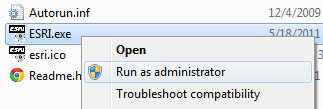 Autorun.inf 12/4/2009
ESRI.exe 5/18/2011
esri.ico
Readme.h
Open
Run as administrator
Troubleshoot compatibility